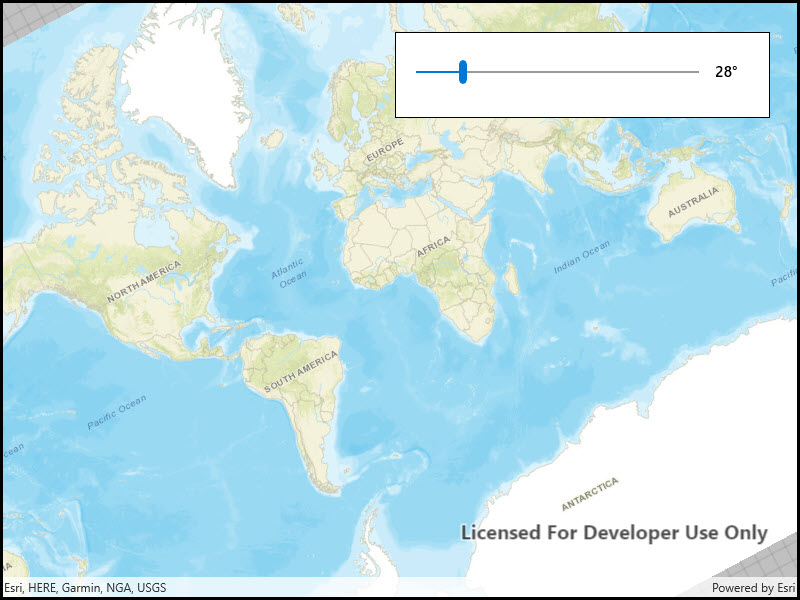 28°
EUROPE
AUSTRALIA
AFRICA
Indian Ocean
Atlantic
Ocean
NORTH AMERICA
Pacific
SOUTH AMERICA
Pacific Ocean
ANTARCTICA
Licensed For Developer Use Only
Esri, HERE, Garmin, NGA, USGS
Powered by Esri